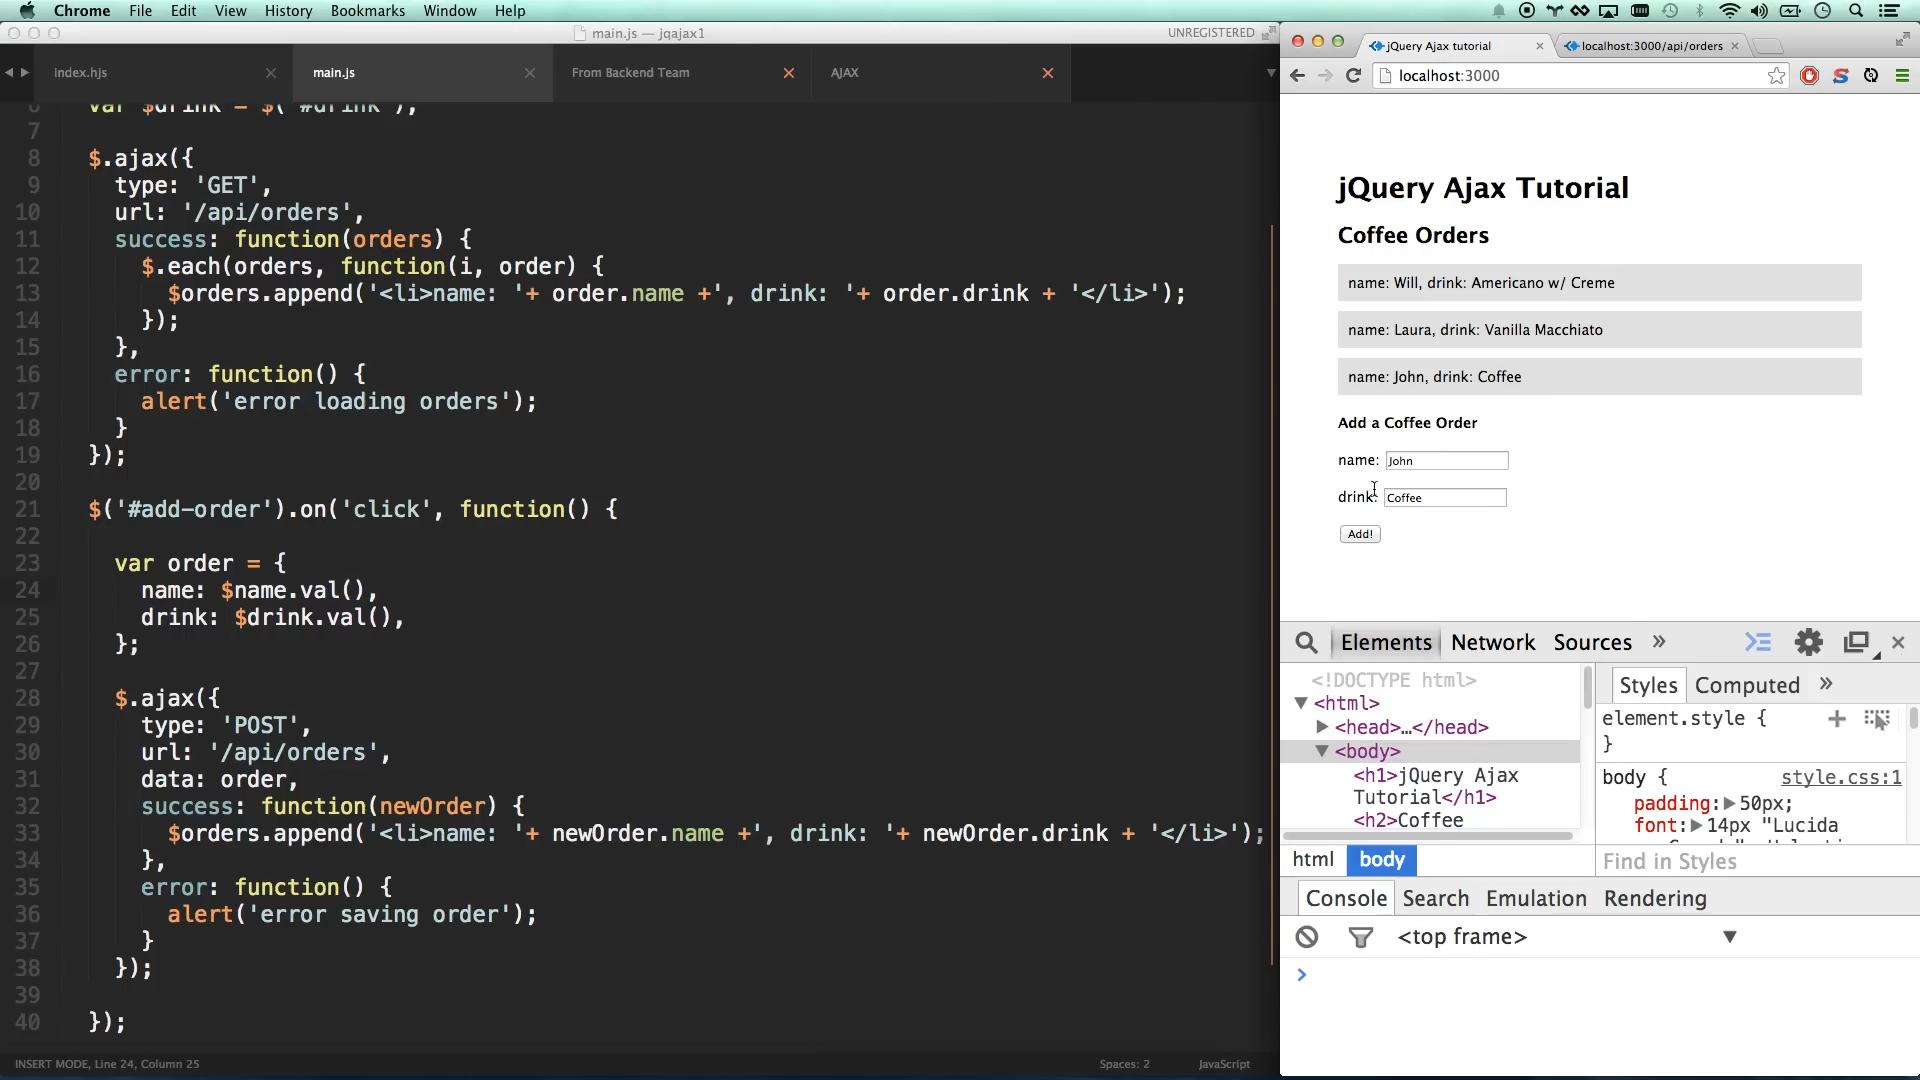 Chrome File Edit View History Bookmarks Window Help
main.js — jqajax1
UNREGISTERED
index.hjs
main.js
From Backend Team
AJAX
var $drink = $('#drink');
7
8 $.ajax({
9 type: 'GET',
10 url: '/api/orders',
11 success: function(orders) {
12 $.each(orders, function(i, order) {
13 $orders.append('<li>name: '+ order.name +', drink: '+ order.drink + '</li>');
14 });
15 },
16 error: function() {
17 alert('error loading orders');
18 }
19 });
20
21 $('#add-order').on('click', function() {
22
23 var order = {
24 name: $name.val(),
25 drink: $drink.val(),
26 };
27
28 $.ajax({
29 type: 'POST',
30 url: '/api/orders',
31 data: order,
32 success: function(newOrder) {
33 $orders.append('<li>name: '+ newOrder.name +', drink: '+ newOrder.drink + '</li>');
34 },
35 error: function() {
36 alert('error saving order');
37 }
38 });
39
40 });
INSERT MODE, Line 24, Column 25
Spaces: 2
JavaScript
jQuery Ajax tutorial
localhost:3000/api/orders
localhost:3000
jQuery Ajax Tutorial
Coffee Orders
name: Will, drink: Americano w/ Creme
name: Laura, drink: Vanilla Macchiato
name: John, drink: Coffee
Add a Coffee Order
name: John
drink: Coffee
Add!
Elements Network Sources »
<!DOCTYPE html>
<html>
<head>…</head>
<body>
<h1>jQuery Ajax
Tutorial</h1>
<h2>Coffee
html body
Styles Computed »
element.style {
}
body { style.css:1
padding: 50px;
font: 14px "Lucida
Find in Styles
Console Search Emulation Rendering
<top frame>